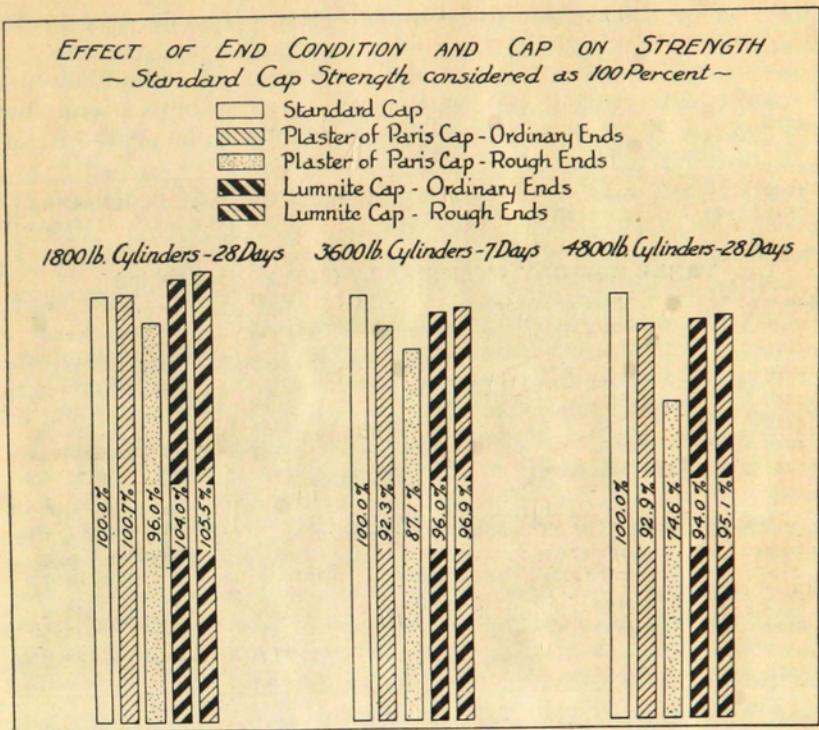 EFFECT OF END CONDITION AND CAP ON STRENGTH
~ Standard Cap Strength considered as 100 Percent ~
Standard Cap
Plaster of Paris Cap - Ordinary Ends
Plaster of Paris Cap - Rough Ends
Lumnite Cap - Ordinary Ends
Lumnite Cap - Rough Ends
1800 lb. Cylinders - 28 Days
100.0%
100.7%
96.0%
104.0%
105.5%
3600 lb. Cylinders - 7 Days
100.0%
92.3%
87.1%
96.0%
96.9%
4800 lb. Cylinders - 28 Days
100.0%
92.9%
74.6%
94.0%
95.1%